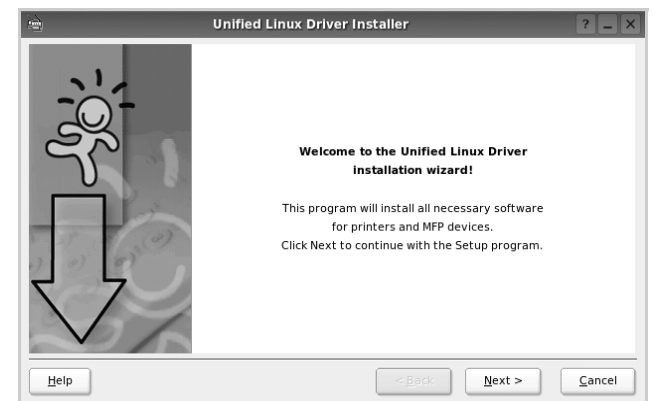 Unified Linux Driver Installer
Welcome to the Unified Linux Driver
installation wizard!
This program will install all necessary software
for printers and MFP devices.
Click Next to continue with the Setup program.
Help
< Back
Next >
Cancel